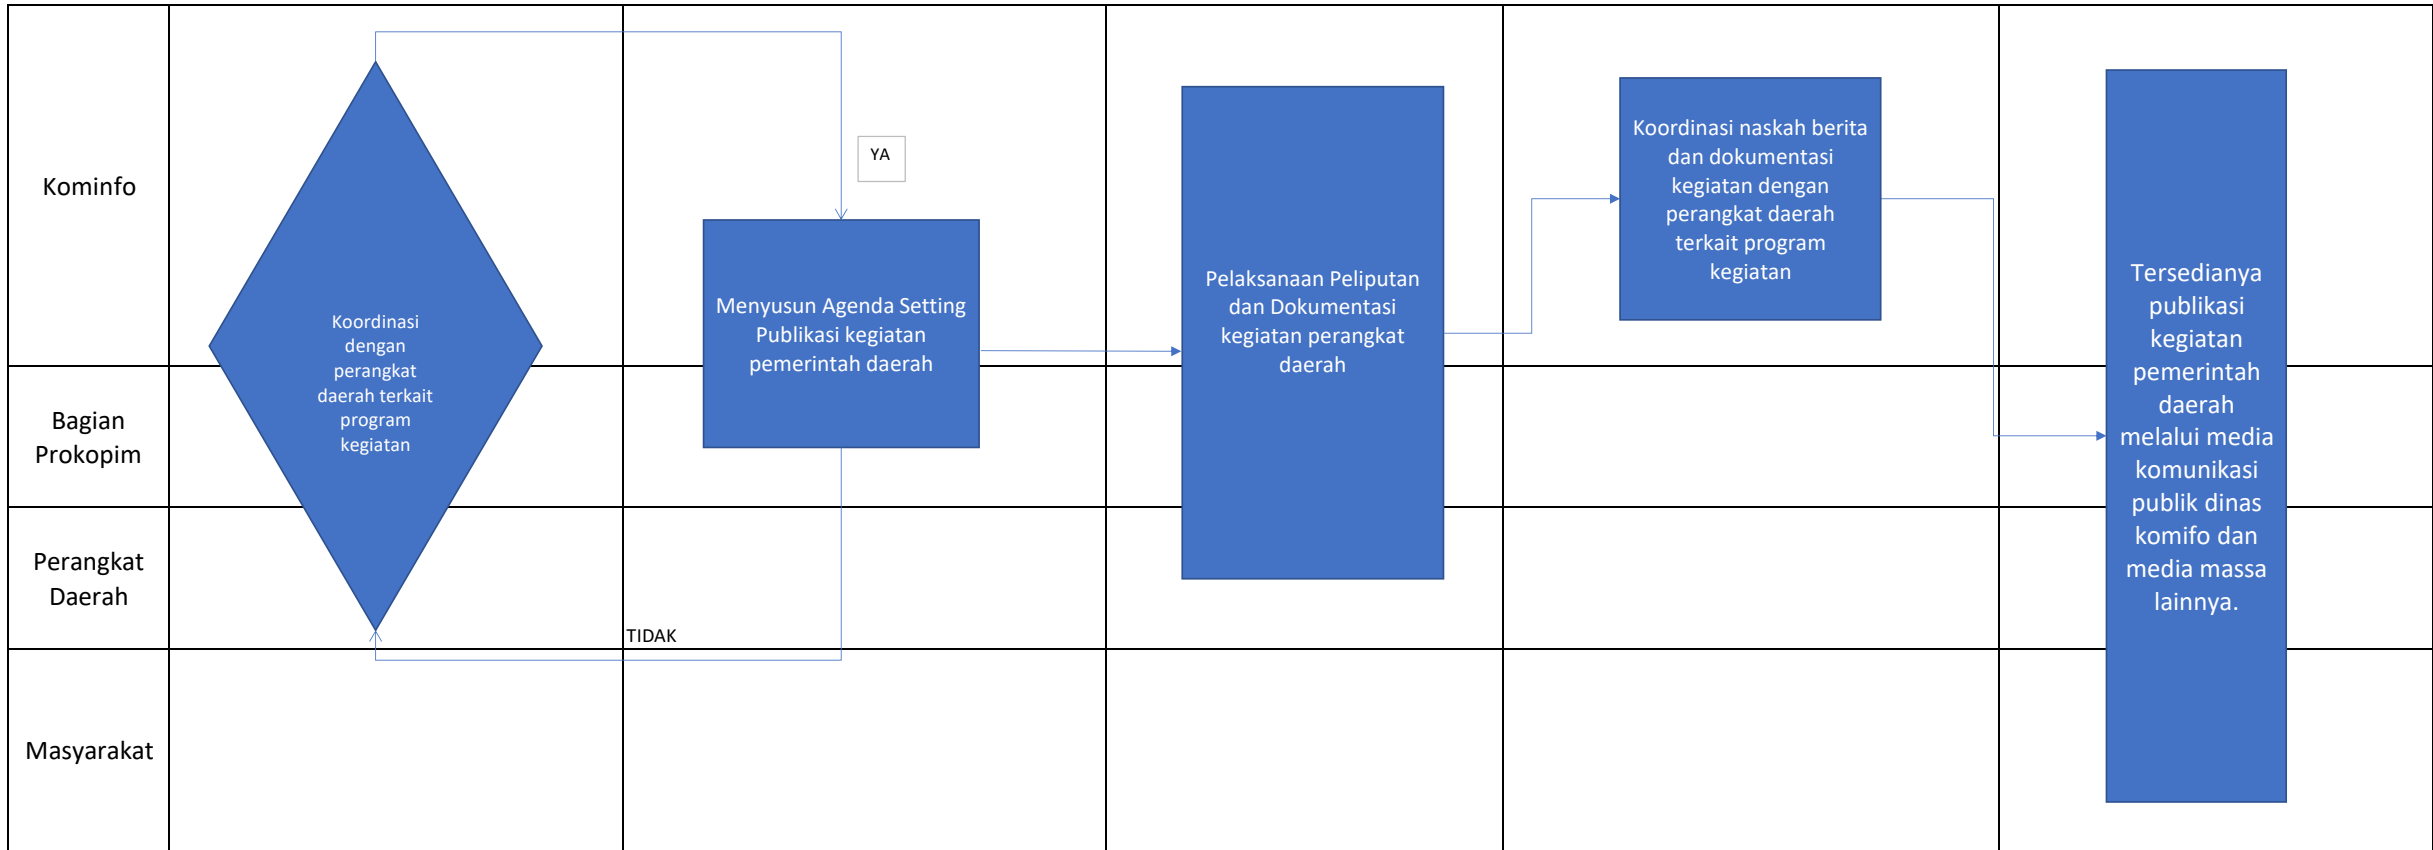 Kominfo
Koordinasi
dengan
perangkat
daerah terkait
program
kegiatan
YA
Menyusun Agenda Setting
Publikasi kegiatan
pemerintah daerah
Pelaksanaan Peliputan
dan Dokumentasi
kegiatan perangkat
daerah
Koordinasi naskah berita
dan dokumentasi
kegiatan dengan
perangkat daerah
terkait program
kegiatan
Tersedianya
publikasi
kegiatan
pemerintah
daerah
melalui media
komunikasi
publik dinas
komifo dan
media massa
lainnya.
Bagian
Prokopim
Perangkat
Daerah
TIDAK
Masyarakat